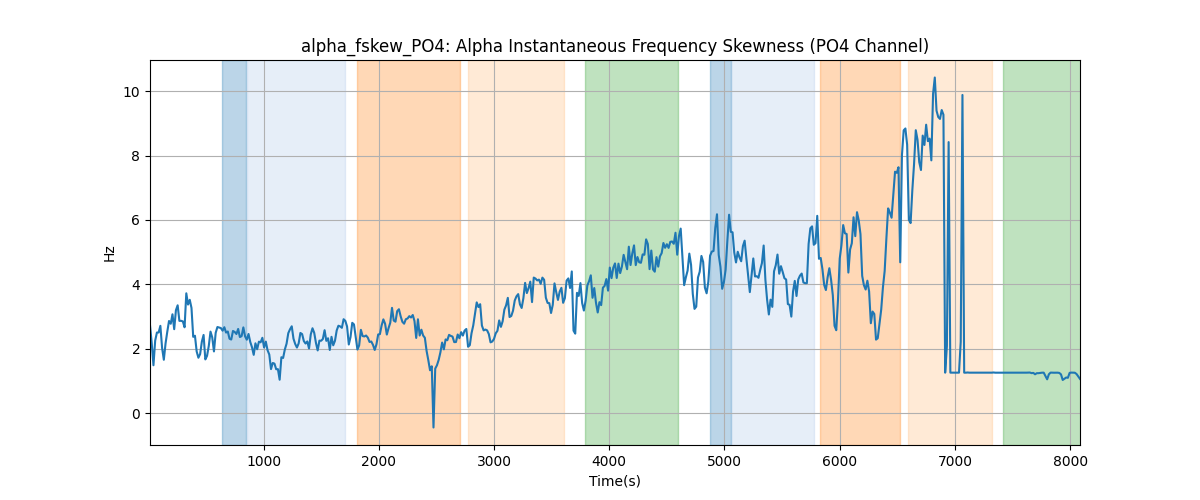 alpha_fskew_PO4: Alpha Instantaneous Frequency Skewness (PO4 Channel)
10
8
6
4
2
0
Hz
1000 2000 3000 4000 5000 6000 7000 8000
Time(s)